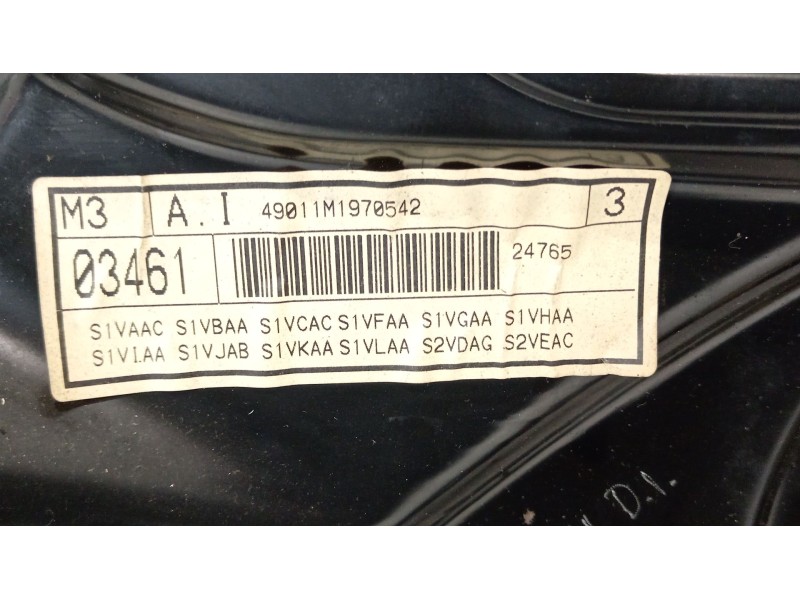 M3 A.I 49011M1970542 3
03461 24765
S1VAAC S1VBAA S1VCAC S1VFAA S1VGAA S1VHAA
S1VIAA S1VJAB S1VKAA S1VLAA S2VDAG S2VEAC
D.I.